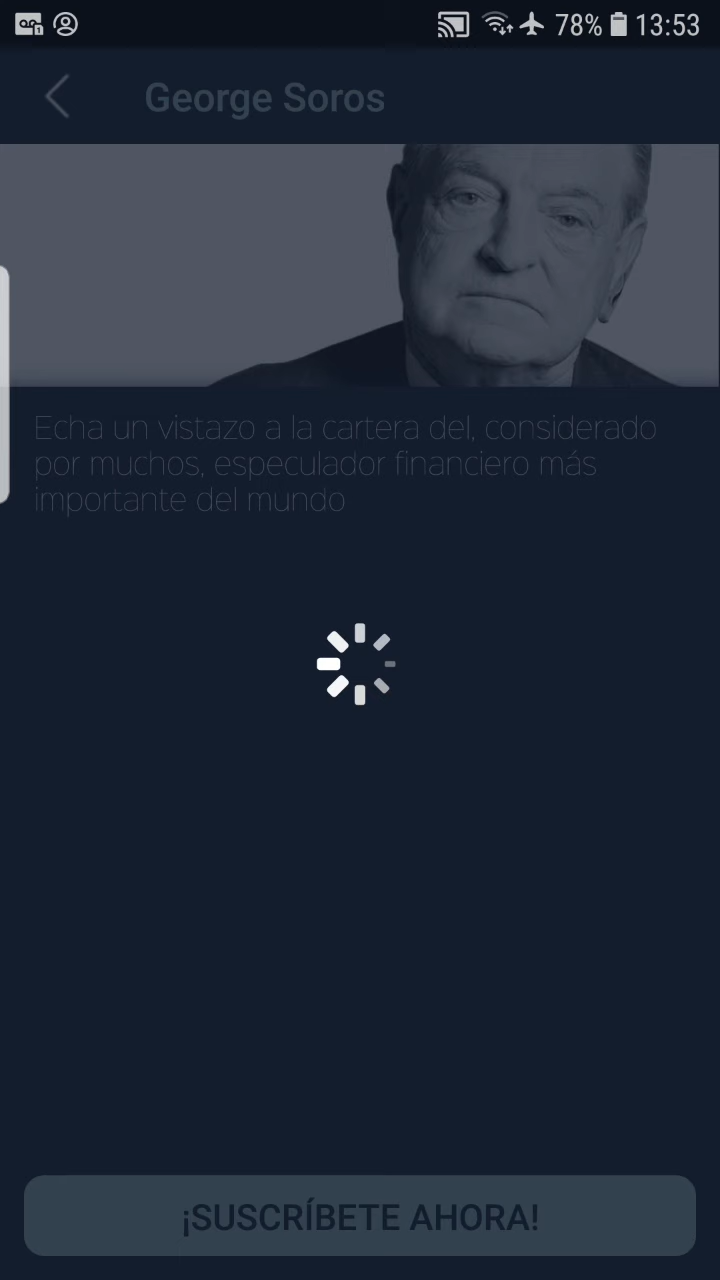 78% 13:53
George Soros
Echa un vistazo a la cartera del, considerado
por muchos, especulador financiero más
importante del mundo
¡SUSCRÍBETE AHORA!